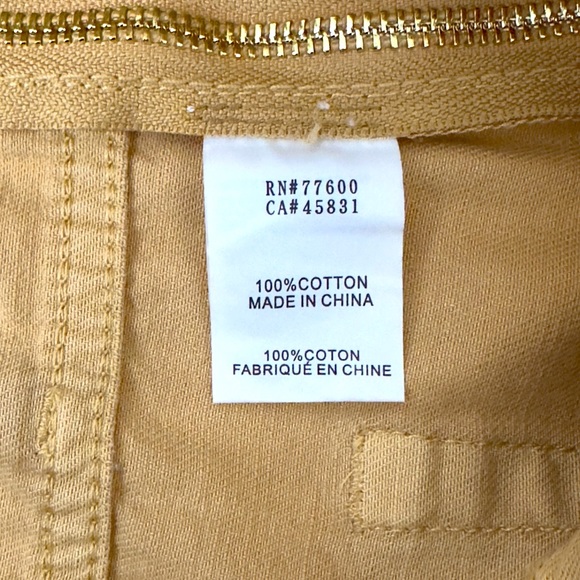 RN#77600
CA#45831
100%COTTON
MADE IN CHINA
100%COTON
FABRIQUÉ EN CHINE